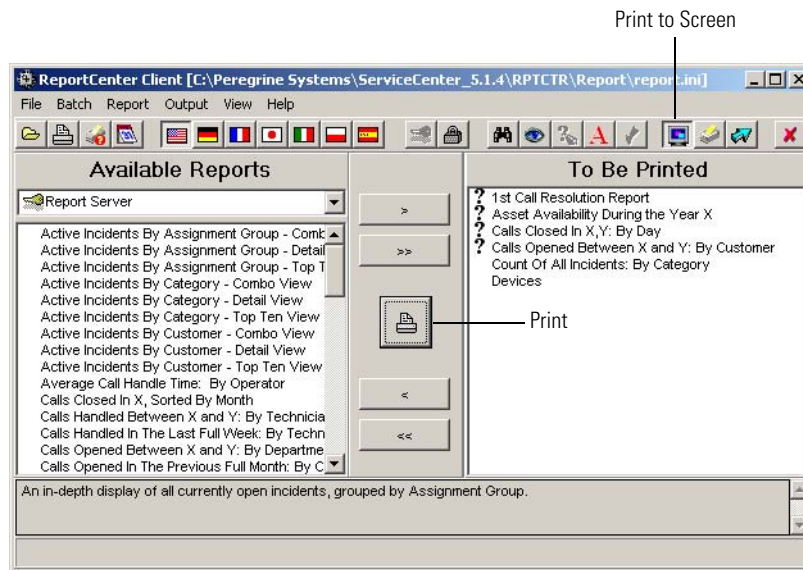 Print to Screen
ReportCenter Client [C:\Peregrine Systems\ServiceCenter_5.1.4\RPTCTR\Report\report.ini]
File Batch Report Output View Help
Available Reports
To Be Printed
Report Server
Active Incidents By Assignment Group - Comb
Active Incidents By Assignment Group - Detail
Active Incidents By Assignment Group - Top T
Active Incidents By Category - Combo View
Active Incidents By Category - Detail View
Active Incidents By Category - Top Ten View
Active Incidents By Customer - Combo View
Active Incidents By Customer - Detail View
Active Incidents By Customer - Top Ten View
Average Call Handle Time: By Operator
Calls Closed In X, Sorted By Month
Calls Handled Between X and Y: By Technicia
Calls Handled In The Last Full Week: By Techn
Calls Opened Between X and Y: By Departme
Calls Opened In The Previous Full Month: By C
>
>>
Print
<
<<
? 1st Call Resolution Report
? Asset Availability During the Year X
? Calls Closed In X,Y: By Day
? Calls Opened Between X and Y: By Customer
Count Of All Incidents: By Category
Devices
An in-depth display of all currently open incidents, grouped by Assignment Group.